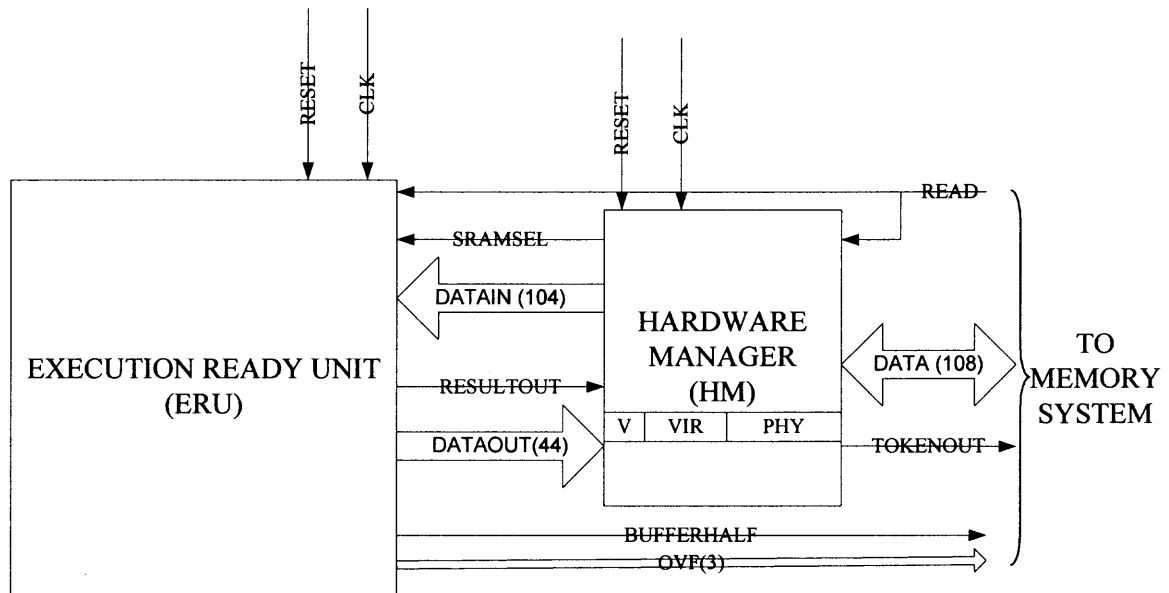 RESET
CLK
RESET
CLK
READ
SRAMSEL
DATAIN (104)
HARDWARE
MANAGER
(HM)
EXECUTION READY UNIT
(ERU)
DATA (108)
TO
MEMORY
SYSTEM
RESULTOUT
V
VIR
PHY
DATAOUT(44)
TOKENOUT
BUFFERHALF
OVF(3)